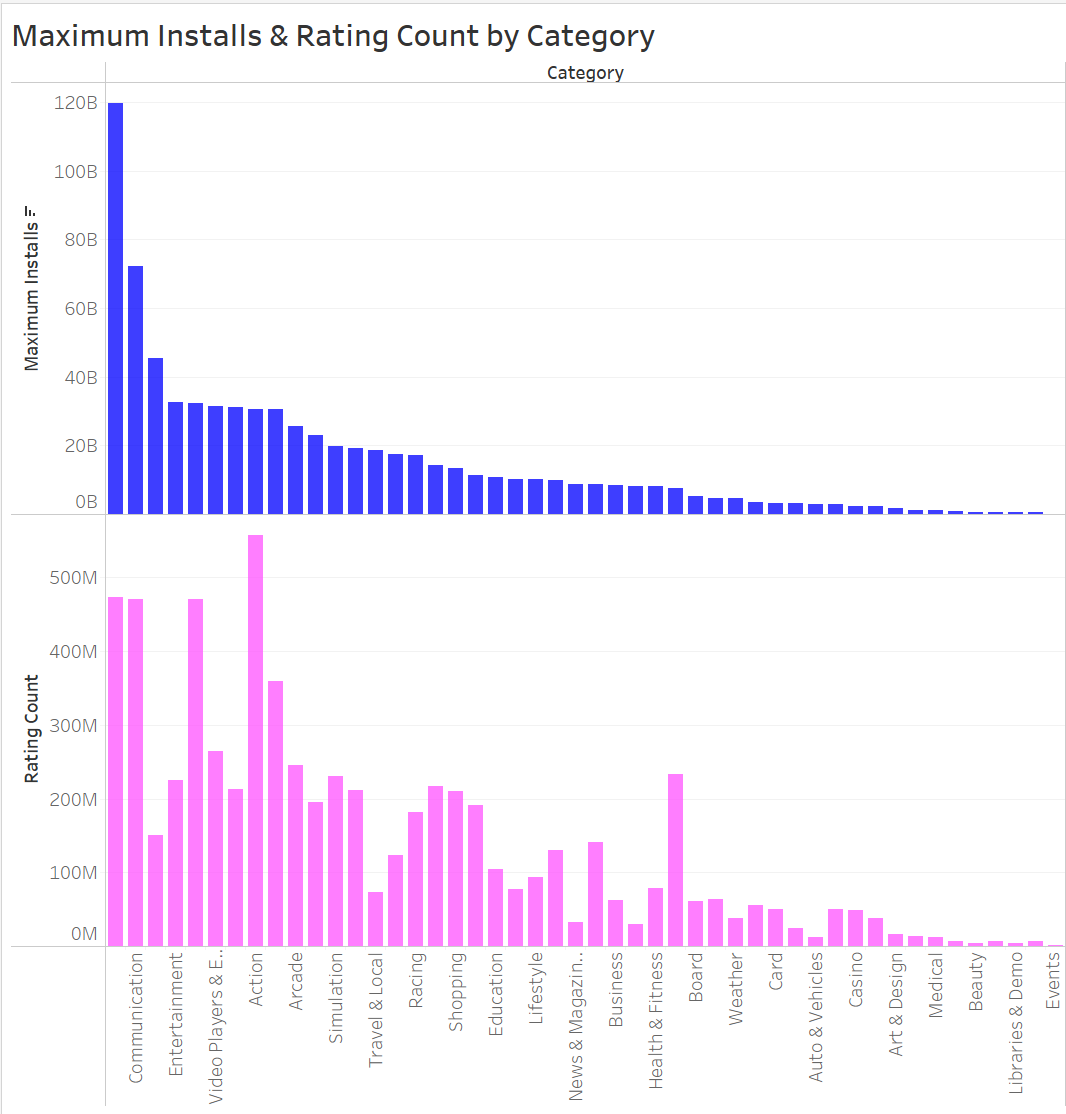 Maximum Installs & Rating Count by Category
Category
120B
100B
80B
60B
40B
20B
0B
Maximum Installs
500M
400M
300M
200M
100M
0M
Rating Count
Communication
Entertainment
Video Players & E..
Action
Arcade
Simulation
Travel & Local
Racing
Shopping
Education
Lifestyle
News & Magazin..
Business
Health & Fitness
Board
Weather
Card
Auto & Vehicles
Casino
Art & Design
Medical
Beauty
Libraries & Demo
Events